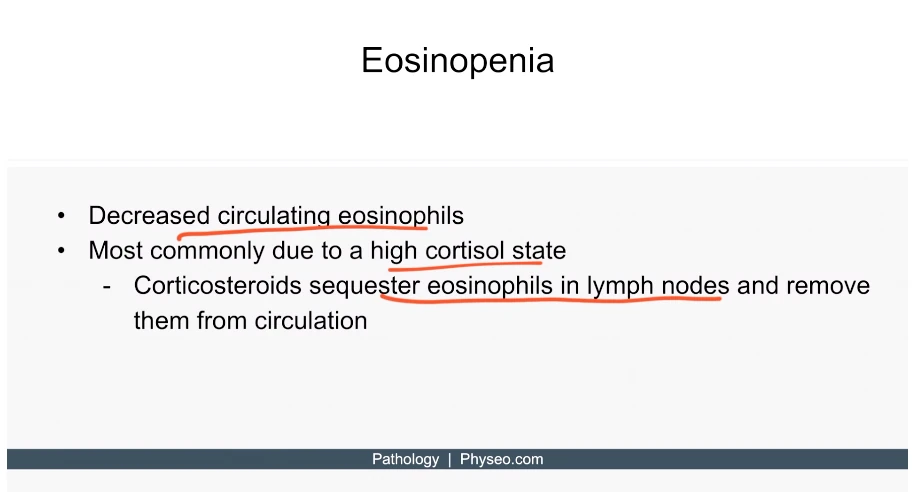 Eosinopenia
• Decreased circulating eosinophils
• Most commonly due to a high cortisol state
- Corticosteroids sequester eosinophils in lymph nodes and remove
them from circulation
Pathology | Physeo.com